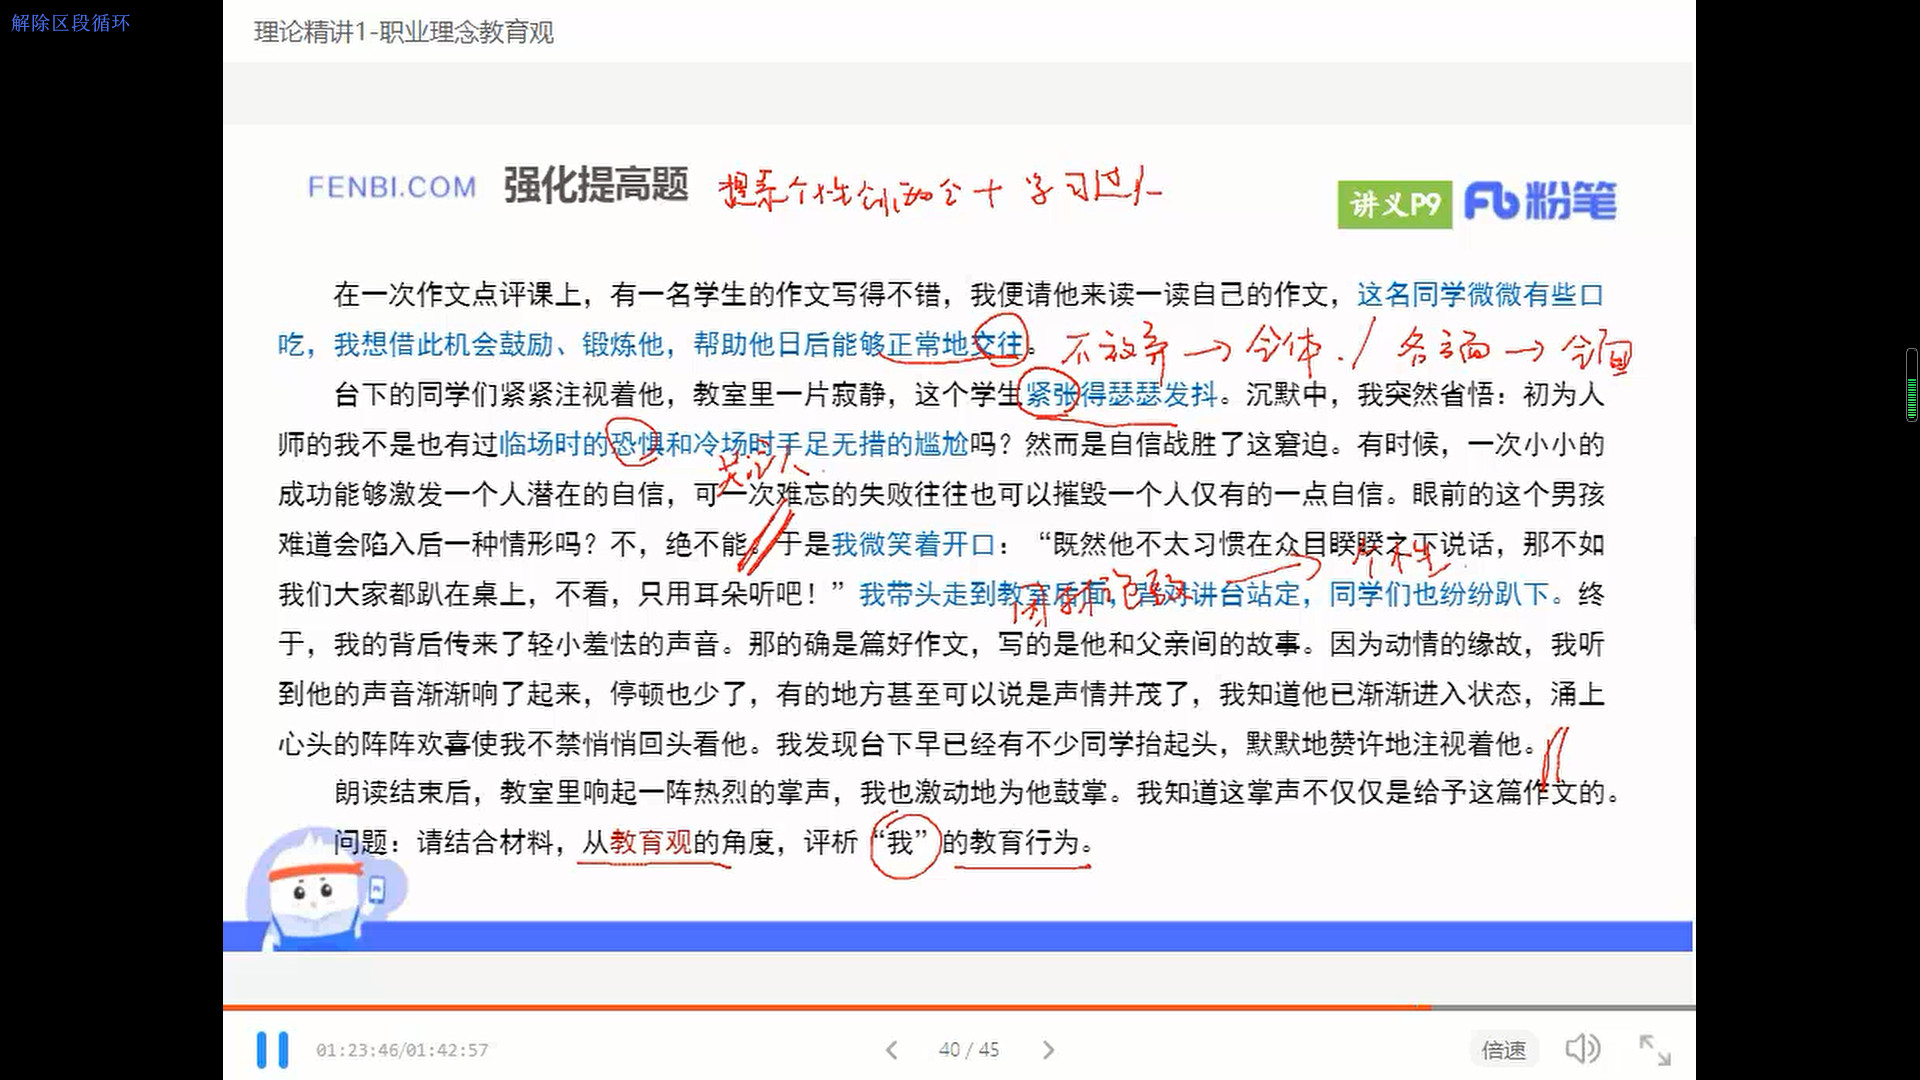 解除区段循环
理论精讲1-职业理念教育观
FENBI.COM 强化提高题 提素个性创两全+学习过人 讲义P9 粉笔
在一次作文点评课上，有一名学生的作文写得不错，我便请他来读一读自己的作文，这名同学微微有些口
吃，我想借此机会鼓励、锻炼他，帮助他日后能够正常地交往。 不放弃→全体./各方面→全面
台下的同学们紧紧注视着他，教室里一片寂静，这个学生紧张得瑟瑟发抖。沉默中，我突然省悟：初为人
师的我不是也有过临场时的恐惧和冷场时手足无措的尴尬吗？然而是自信战胜了这窘迫。有时候，一次小小的
成功能够激发一个人潜在的自信，可一次难忘的失败往往也可以摧毁一个人仅有的一点自信。眼前的这个男孩
难道会陷入后一种情形吗？不，绝不能。于是我微笑着开口：“既然他不太习惯在众目睽睽之下说话，那不如
我们大家都趴在桌上，不看，只用耳朵听吧！”我带头走到教室后面，背对讲台站定，同学们也纷纷趴下。终
因材施教→个性
于，我的背后传来了轻小羞怯的声音。那的确是篇好作文，写的是他和父亲间的故事。因为动情的缘故，我听
到他的声音渐渐响了起来，停顿也少了，有的地方甚至可以说是声情并茂了，我知道他已渐渐进入状态，涌上
心头的阵阵欢喜使我不禁悄悄回头看他。我发现台下早已经有不少同学抬起头，默默地赞许地注视着他。
朗读结束后，教室里响起一阵热烈的掌声，我也激动地为他鼓掌。我知道这掌声不仅仅是给予这篇作文的。
问题：请结合材料，从教育观的角度，评析“我”的教育行为。
01:23:46/01:42:57
40 / 45
倍速